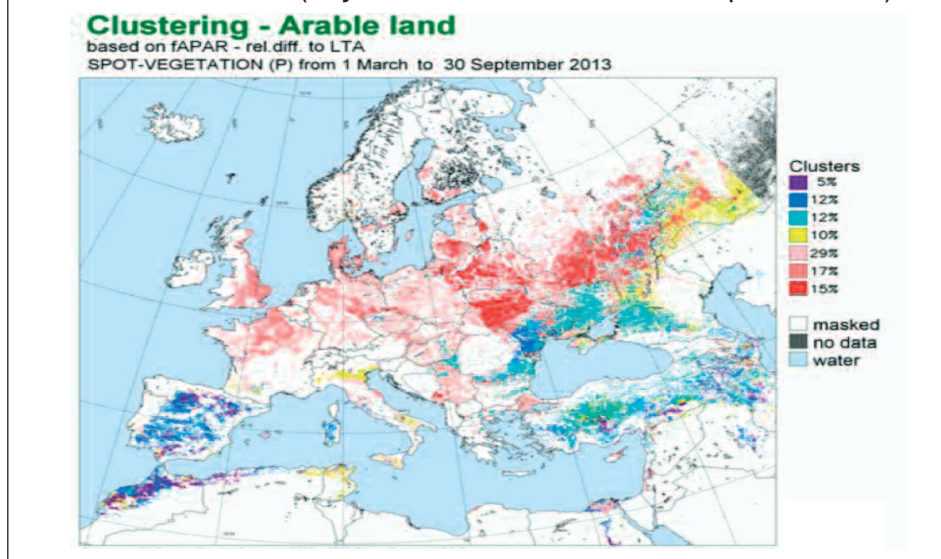 Clustering - Arable land
based on fAPAR - rel.diff. to LTA
SPOT-VEGETATION (P) from 1 March to 30 September 2013
Clusters
5%
12%
12%
10%
29%
17%
15%
masked
no data
water